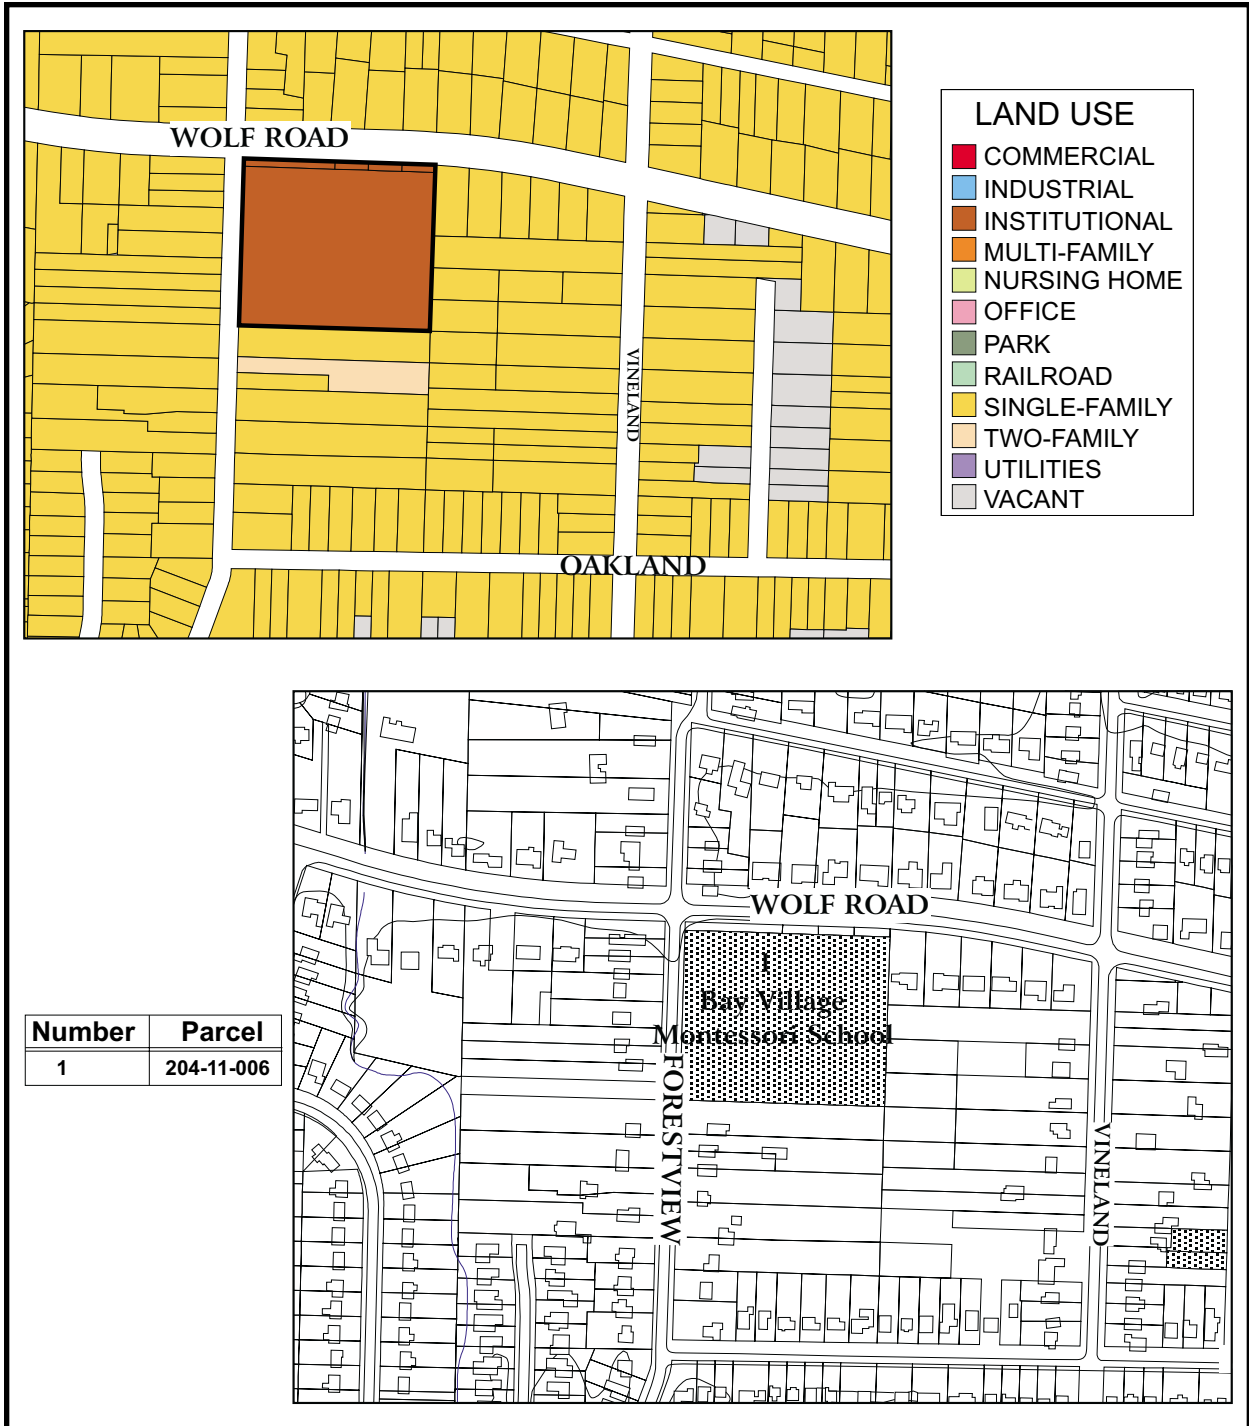 WOLF ROAD
VINELAND
OAKLAND
LAND USE
COMMERCIAL
INDUSTRIAL
INSTITUTIONAL
MULTI-FAMILY
NURSING HOME
OFFICE
PARK
RAILROAD
SINGLE-FAMILY
TWO-FAMILY
UTILITIES
VACANT
Number Parcel
1 204-11-006
WOLF ROAD
1
Bay Village
Montessori School
FORESTVIEW
VINELAND